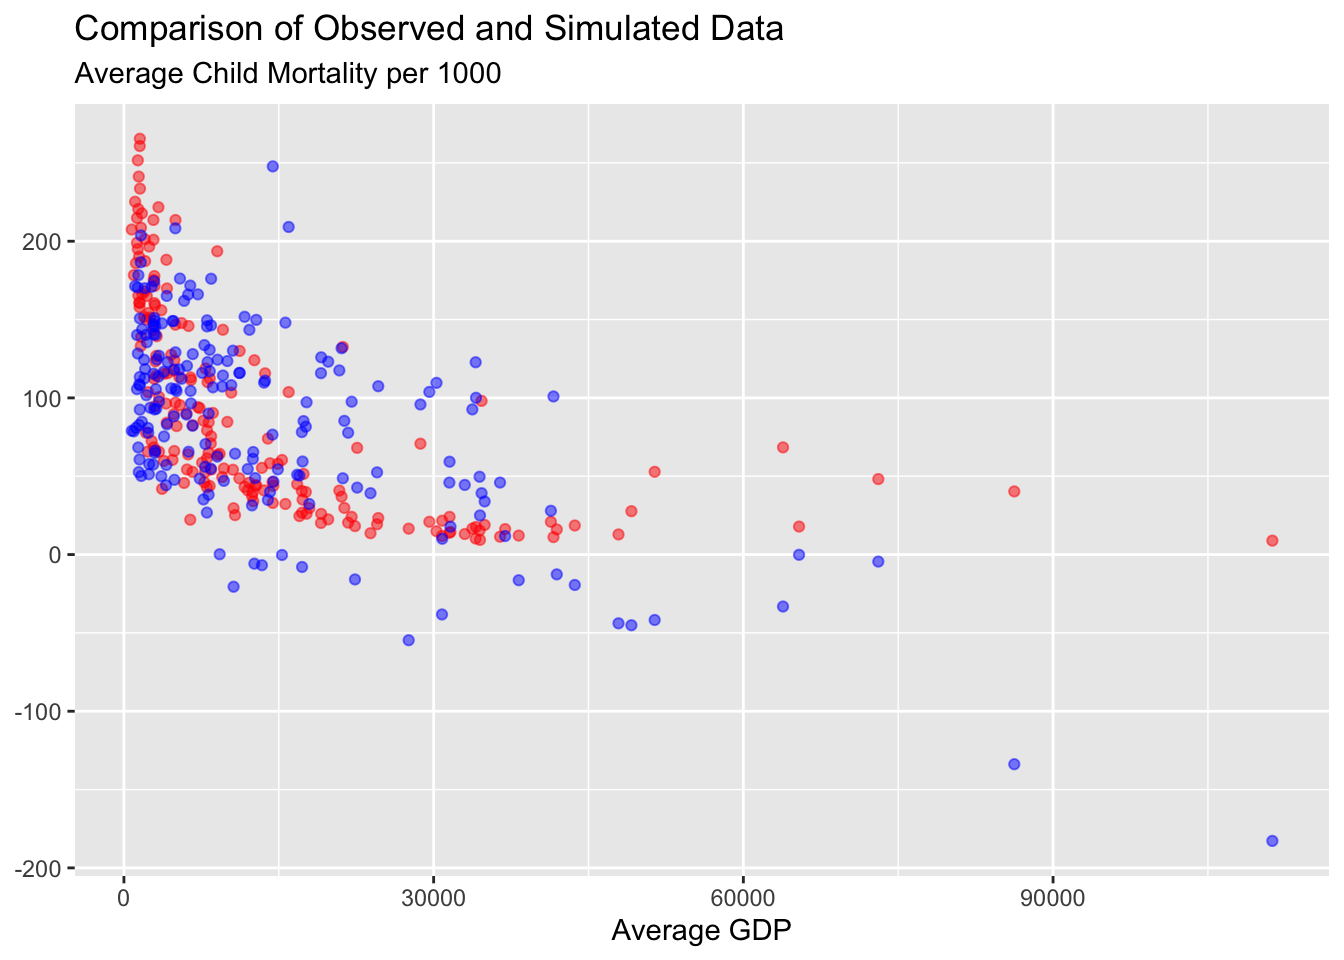 Comparison of Observed and Simulated Data
Average Child Mortality per 1000
200
100
0
-100
-200
0 30000 60000 90000
Average GDP